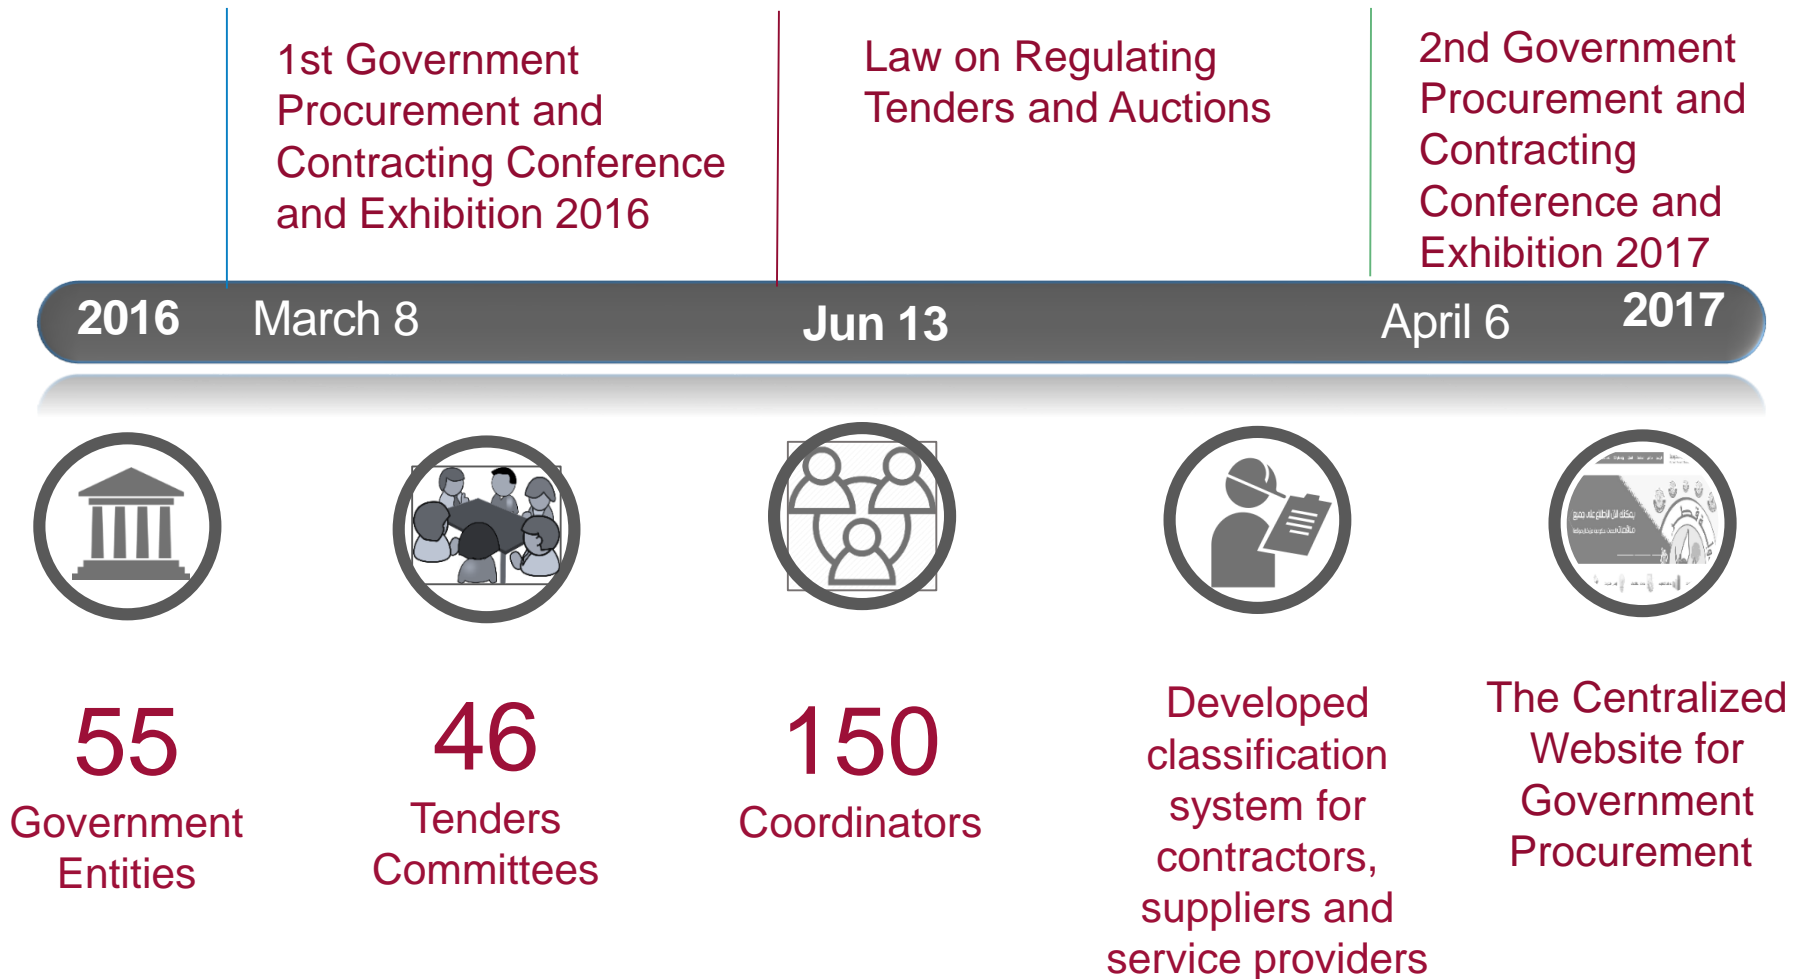 1st Government
Procurement and
Contracting Conference
and Exhibition 2016
Law on Regulating
Tenders and Auctions
2nd Government
Procurement and
Contracting
Conference and
Exhibition 2017
2016
March 8
Jun 13
April 6
2017
55
Government
Entities
46
Tenders
Committees
150
Coordinators
Developed
classification
system for
contractors,
suppliers and
service providers
The Centralized
Website for
Government
Procurement